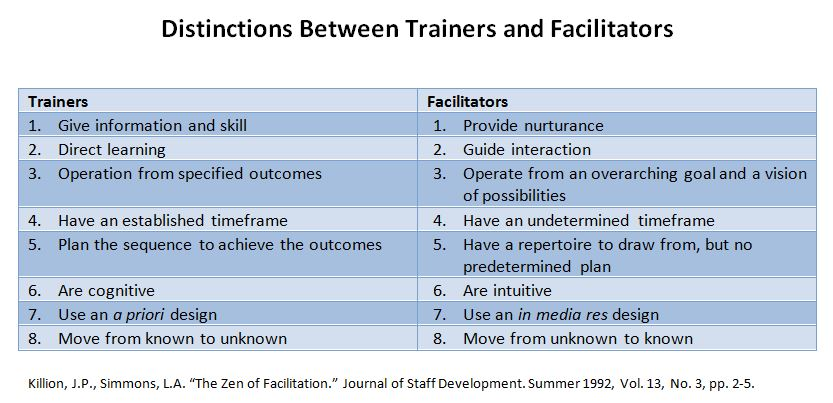 Distinctions Between Trainers and Facilitators
Trainers Facilitators
1. Give information and skill 1. Provide nurturance
2. Direct learning 2. Guide interaction
3. Operation from specified outcomes 3. Operate from an overarching goal and a vision
of possibilities
4. Have an established timeframe 4. Have an undetermined timeframe
5. Plan the sequence to achieve the outcomes 5. Have a repertoire to draw from, but no
predetermined plan
6. Are cognitive 6. Are intuitive
7. Use an a priori design 7. Use an in media res design
8. Move from known to unknown 8. Move from unknown to known
Killion, J.P., Simmons, L.A. “The Zen of Facilitation.” Journal of Staff Development. Summer 1992, Vol. 13, No. 3, pp. 2-5.